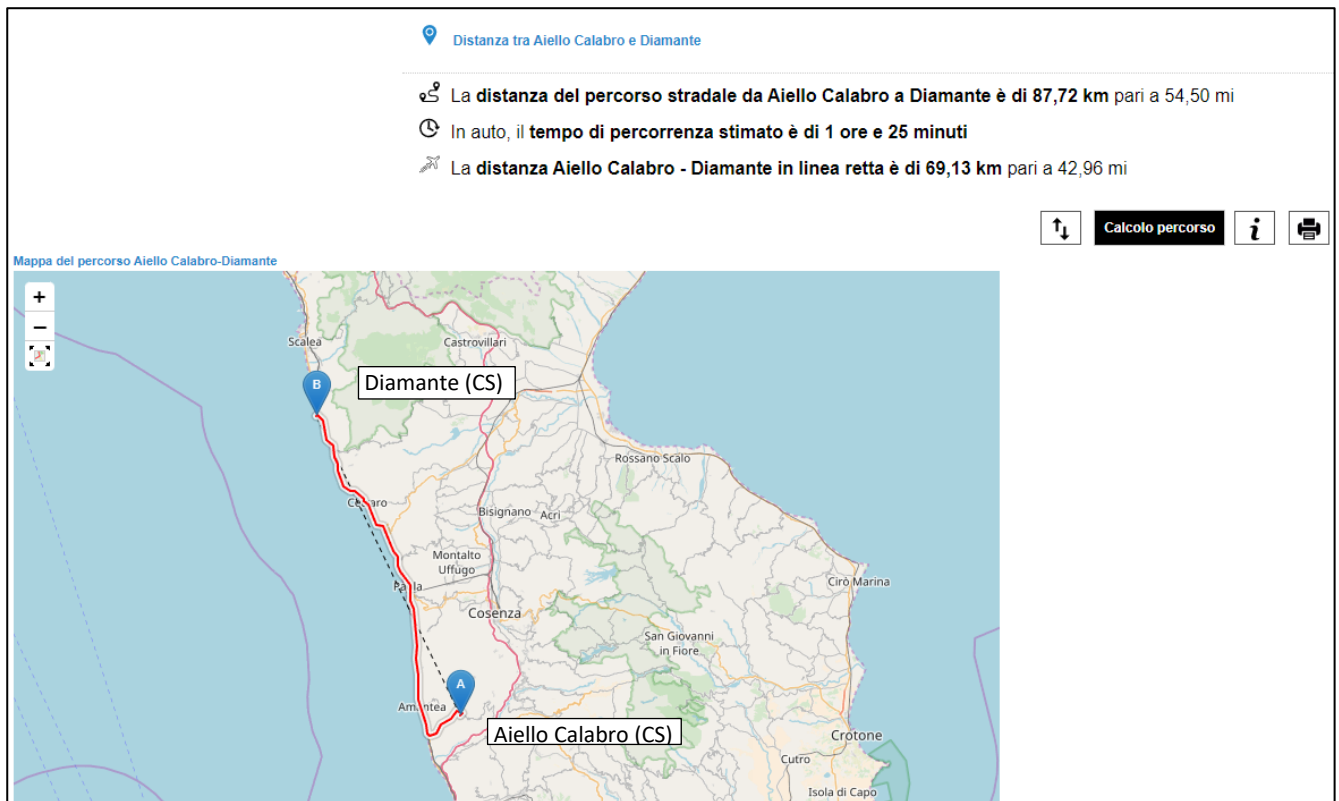 Distanza tra Aiello Calabro e Diamante
La distanza del percorso stradale da Aiello Calabro a Diamante è di 87,72 km pari a 54,50 mi
In auto, il tempo di percorrenza stimato è di 1 ore e 25 minuti
La distanza Aiello Calabro - Diamante in linea retta è di 69,13 km pari a 42,96 mi
Calcolo percorso
i
Mappa del percorso Aiello Calabro-Diamante
+
−
Scalea
Castrovillari
B
Diamante (CS)
Rossano Scalo
Cetraro
Bisignano
Acri
Montalto
Uffugo
Paola
Cirò Marina
Cosenza
San Giovanni
in Fiore
A
Amantea
Aiello Calabro (CS)
Crotone
Cutro
Isola di Capo